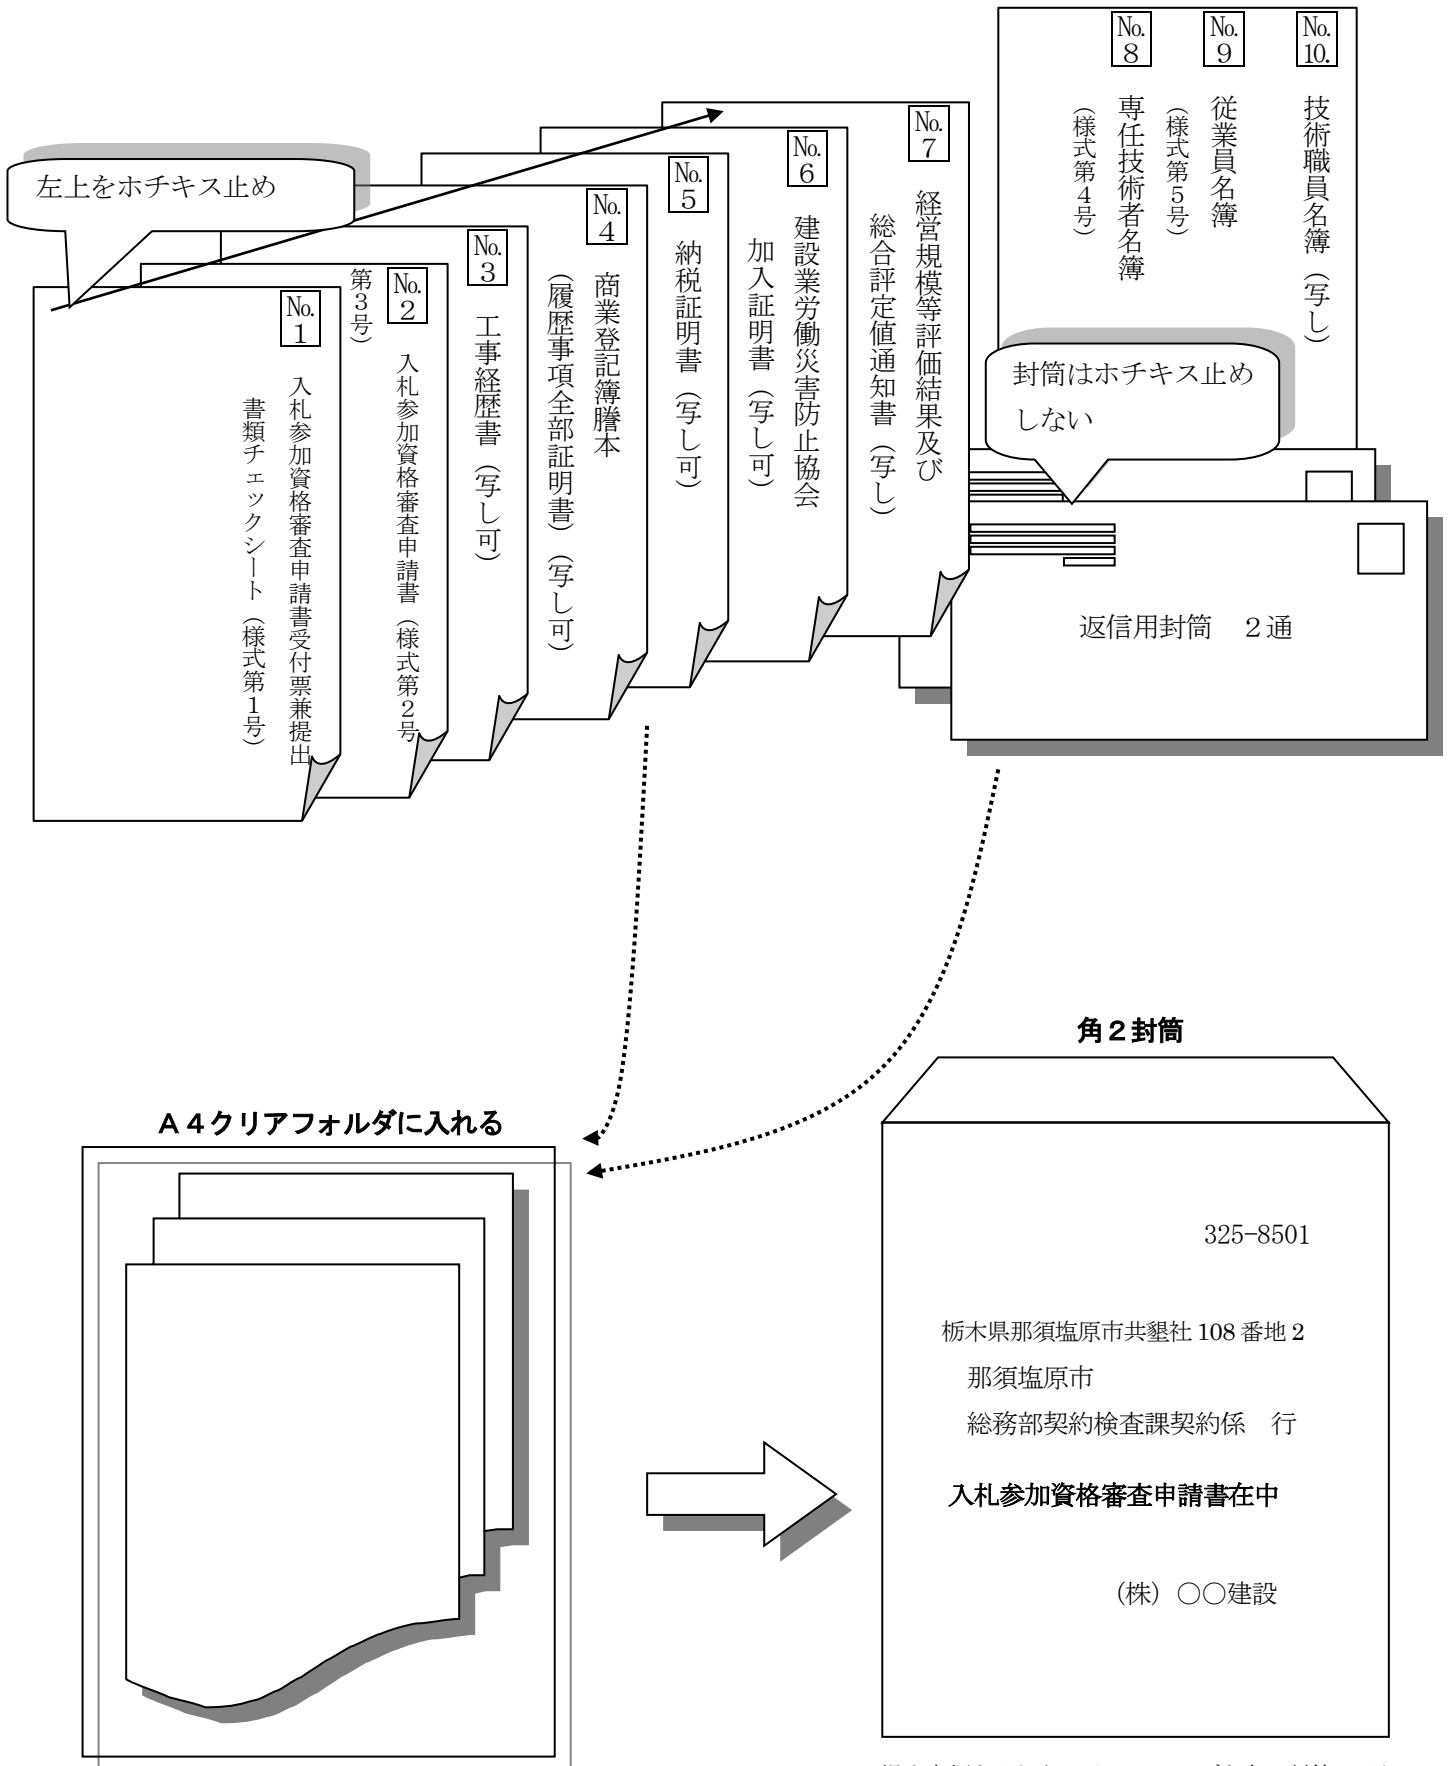 左上をホチキス止め
No.
1
入札参加資格審査申請書受付票兼提出
書類チェックシート（様式第1号）
No.
2
入札参加資格審査申請書（様式第2号
第3号）
No.
3
工事経歴書（写し可）
No.
4
商業登記簿謄本
（履歴事項全部証明書）（写し可）
No.
5
納税証明書（写し可）
No.
6
建設業労働災害防止協会
加入証明書（写し可）
No.
7
経営規模等評価結果及び
総合評定値通知書（写し）
No.
8
専任技術者名簿
（様式第4号）
No.
9
従業員名簿
（様式第5号）
No.
10.
技術職員名簿（写し）
封筒はホチキス止め
しない
返信用封筒　２通
Ａ４クリアフォルダに入れる
角２封筒
325-8501
栃木県那須塩原市共墾社 108 番地 2
那須塩原市
総務部契約検査課契約係　行
入札参加資格審査申請書在中
（株）○○建設